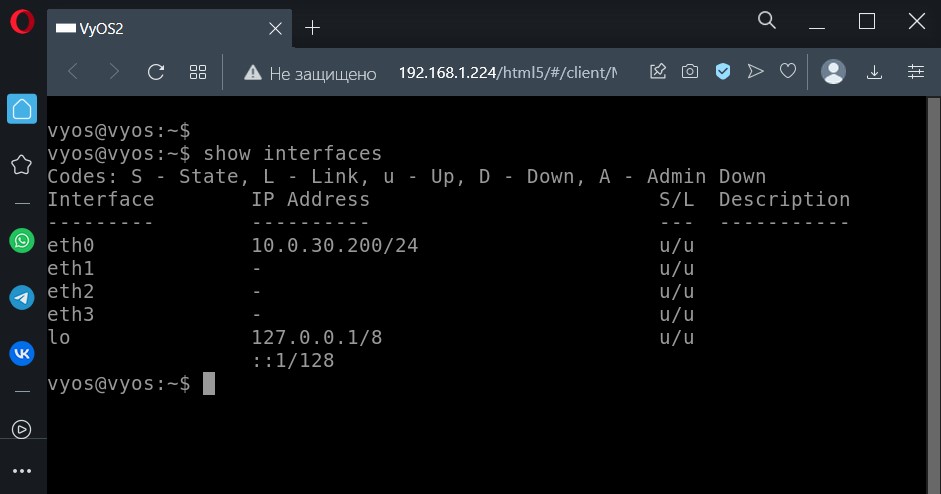 VyOS2
Не защищено 192.168.1.224/html5/#/client/
vyos@vyos:~$
vyos@vyos:~$ show interfaces
Codes: S - State, L - Link, u - Up, D - Down, A - Admin Down
Interface        IP Address                        S/L  Description
---------        ----------                        ---  -----------
eth0             10.0.30.200/24                    u/u
eth1             -                                 u/u
eth2             -                                 u/u
eth3             -                                 u/u
lo               127.0.0.1/8                       u/u
                 ::1/128
vyos@vyos:~$